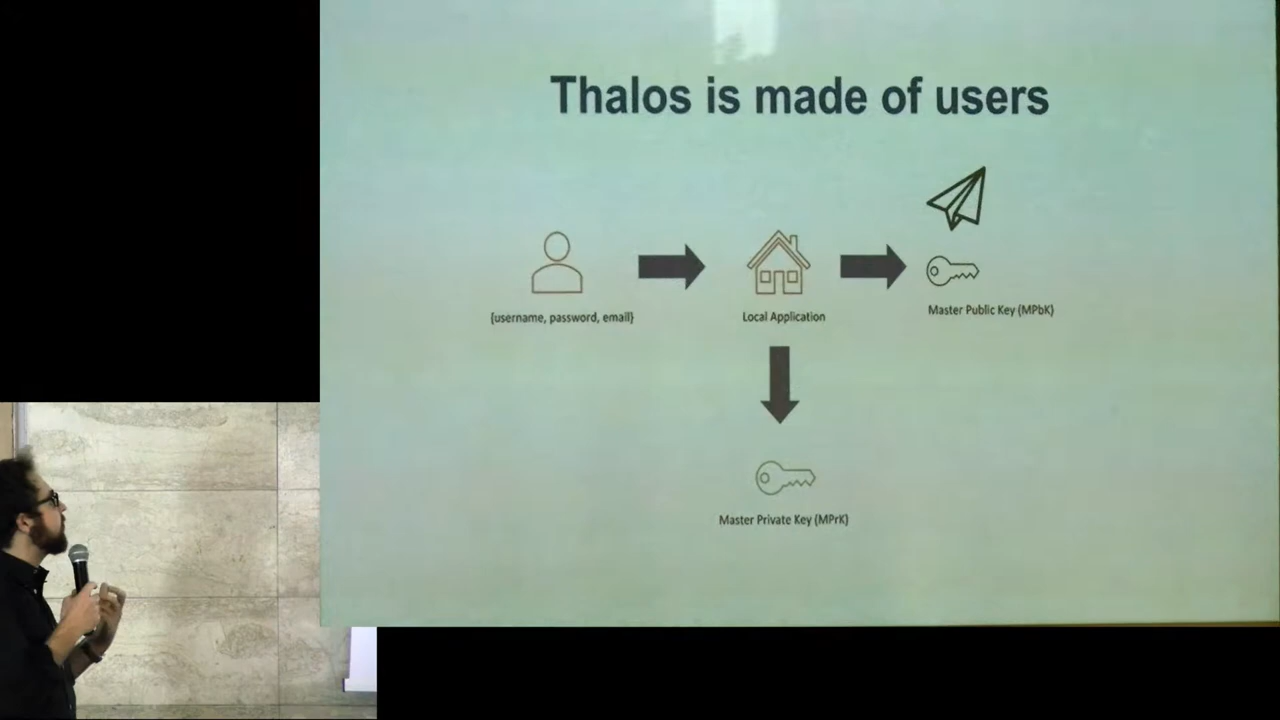 Thalos is made of users
{username, password, email}
Local Application
Master Public Key (MPbK)
Master Private Key (MPrK)